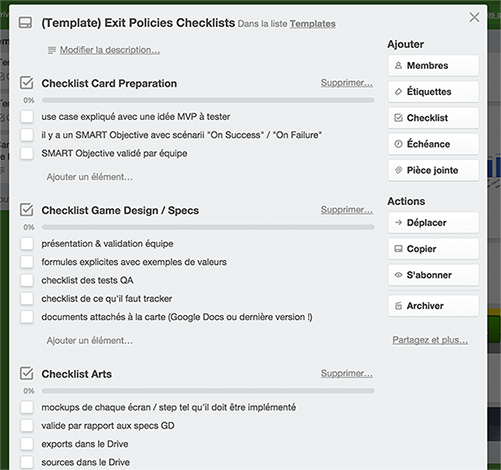 (Template) Exit Policies Checklists Dans la liste Templates
Modifier la description…
Checklist Card Preparation Supprimer…
0%
use case expliqué avec une idée MVP à tester
il y a un SMART Objective avec scénarii "On Success" / "On Failure"
SMART Objective validé par équipe
Ajouter un élément…
Checklist Game Design / Specs Supprimer…
0%
présentation & validation équipe
formules explicites avec exemples de valeurs
checklist des tests QA
checklist de ce qu'il faut tracker
documents attachés à la carte (Google Docs ou dernière version !)
Ajouter un élément…
Checklist Arts Supprimer…
0%
mockups de chaque écran / step tel qu'il doit être implémenté
valide par rapport aux specs GD
exports dans le Drive
sources dans le Drive
Ajouter
Membres
Étiquettes
Checklist
Échéance
Pièce jointe
Actions
Déplacer
Copier
S'abonner
Archiver
Partagez et plus…